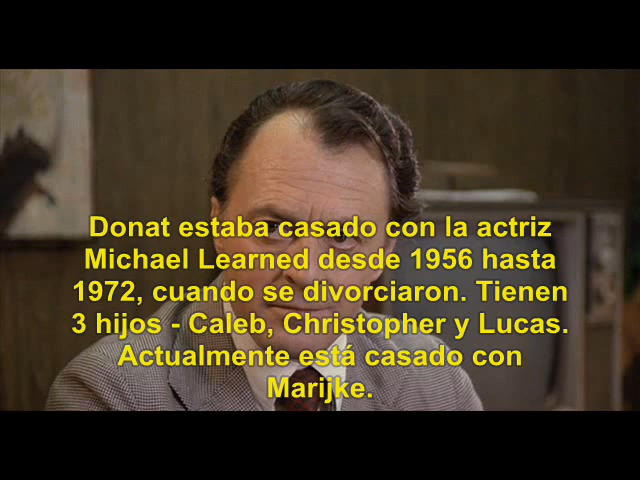 Donat estaba casado con la actriz
Michael Learned desde 1956 hasta
1972, cuando se divorciaron. Tienen
3 hijos - Caleb, Christopher y Lucas.
Actualmente está casado con
Marijke.